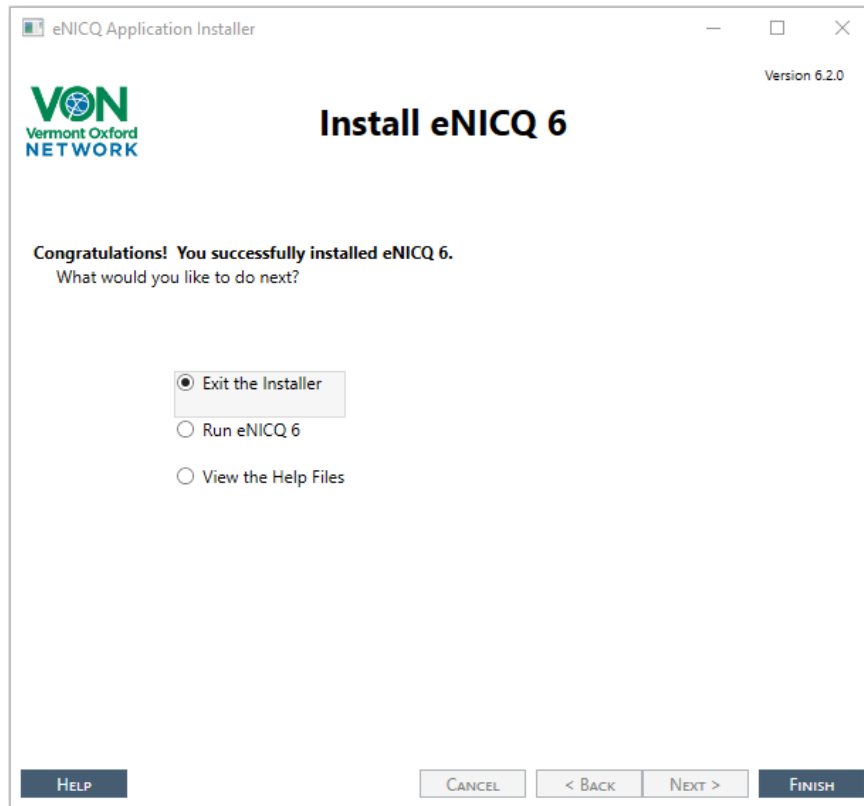 eNICQ Application Installer
Version 6.2.0
VON
Vermont Oxford
NETWORK
Install eNICQ 6
Congratulations!  You successfully installed eNICQ 6.
What would you like to do next?
Exit the Installer
Run eNICQ 6
View the Help Files
HELP
CANCEL
< BACK
NEXT >
FINISH